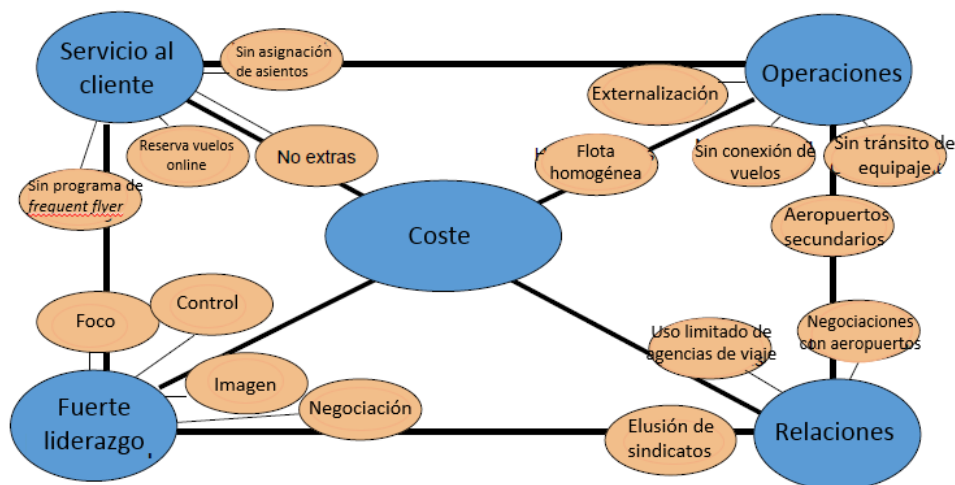 Servicio al
cliente
Sin asignación
de asientos
Operaciones
Externalización
Reserva vuelos
online
No extras
Flota
homogénea
Sin conexión de
vuelos
Sin tránsito de
equipaje
Sin programa de
frequent flyer
Aeropuertos
secundarios
Coste
Foco
Control
Uso limitado de
agencias de viaje
Negociaciones
con aeropuertos
Imagen
Negociación
Fuerte
liderazgo
Elusión de
sindicatos
Relaciones